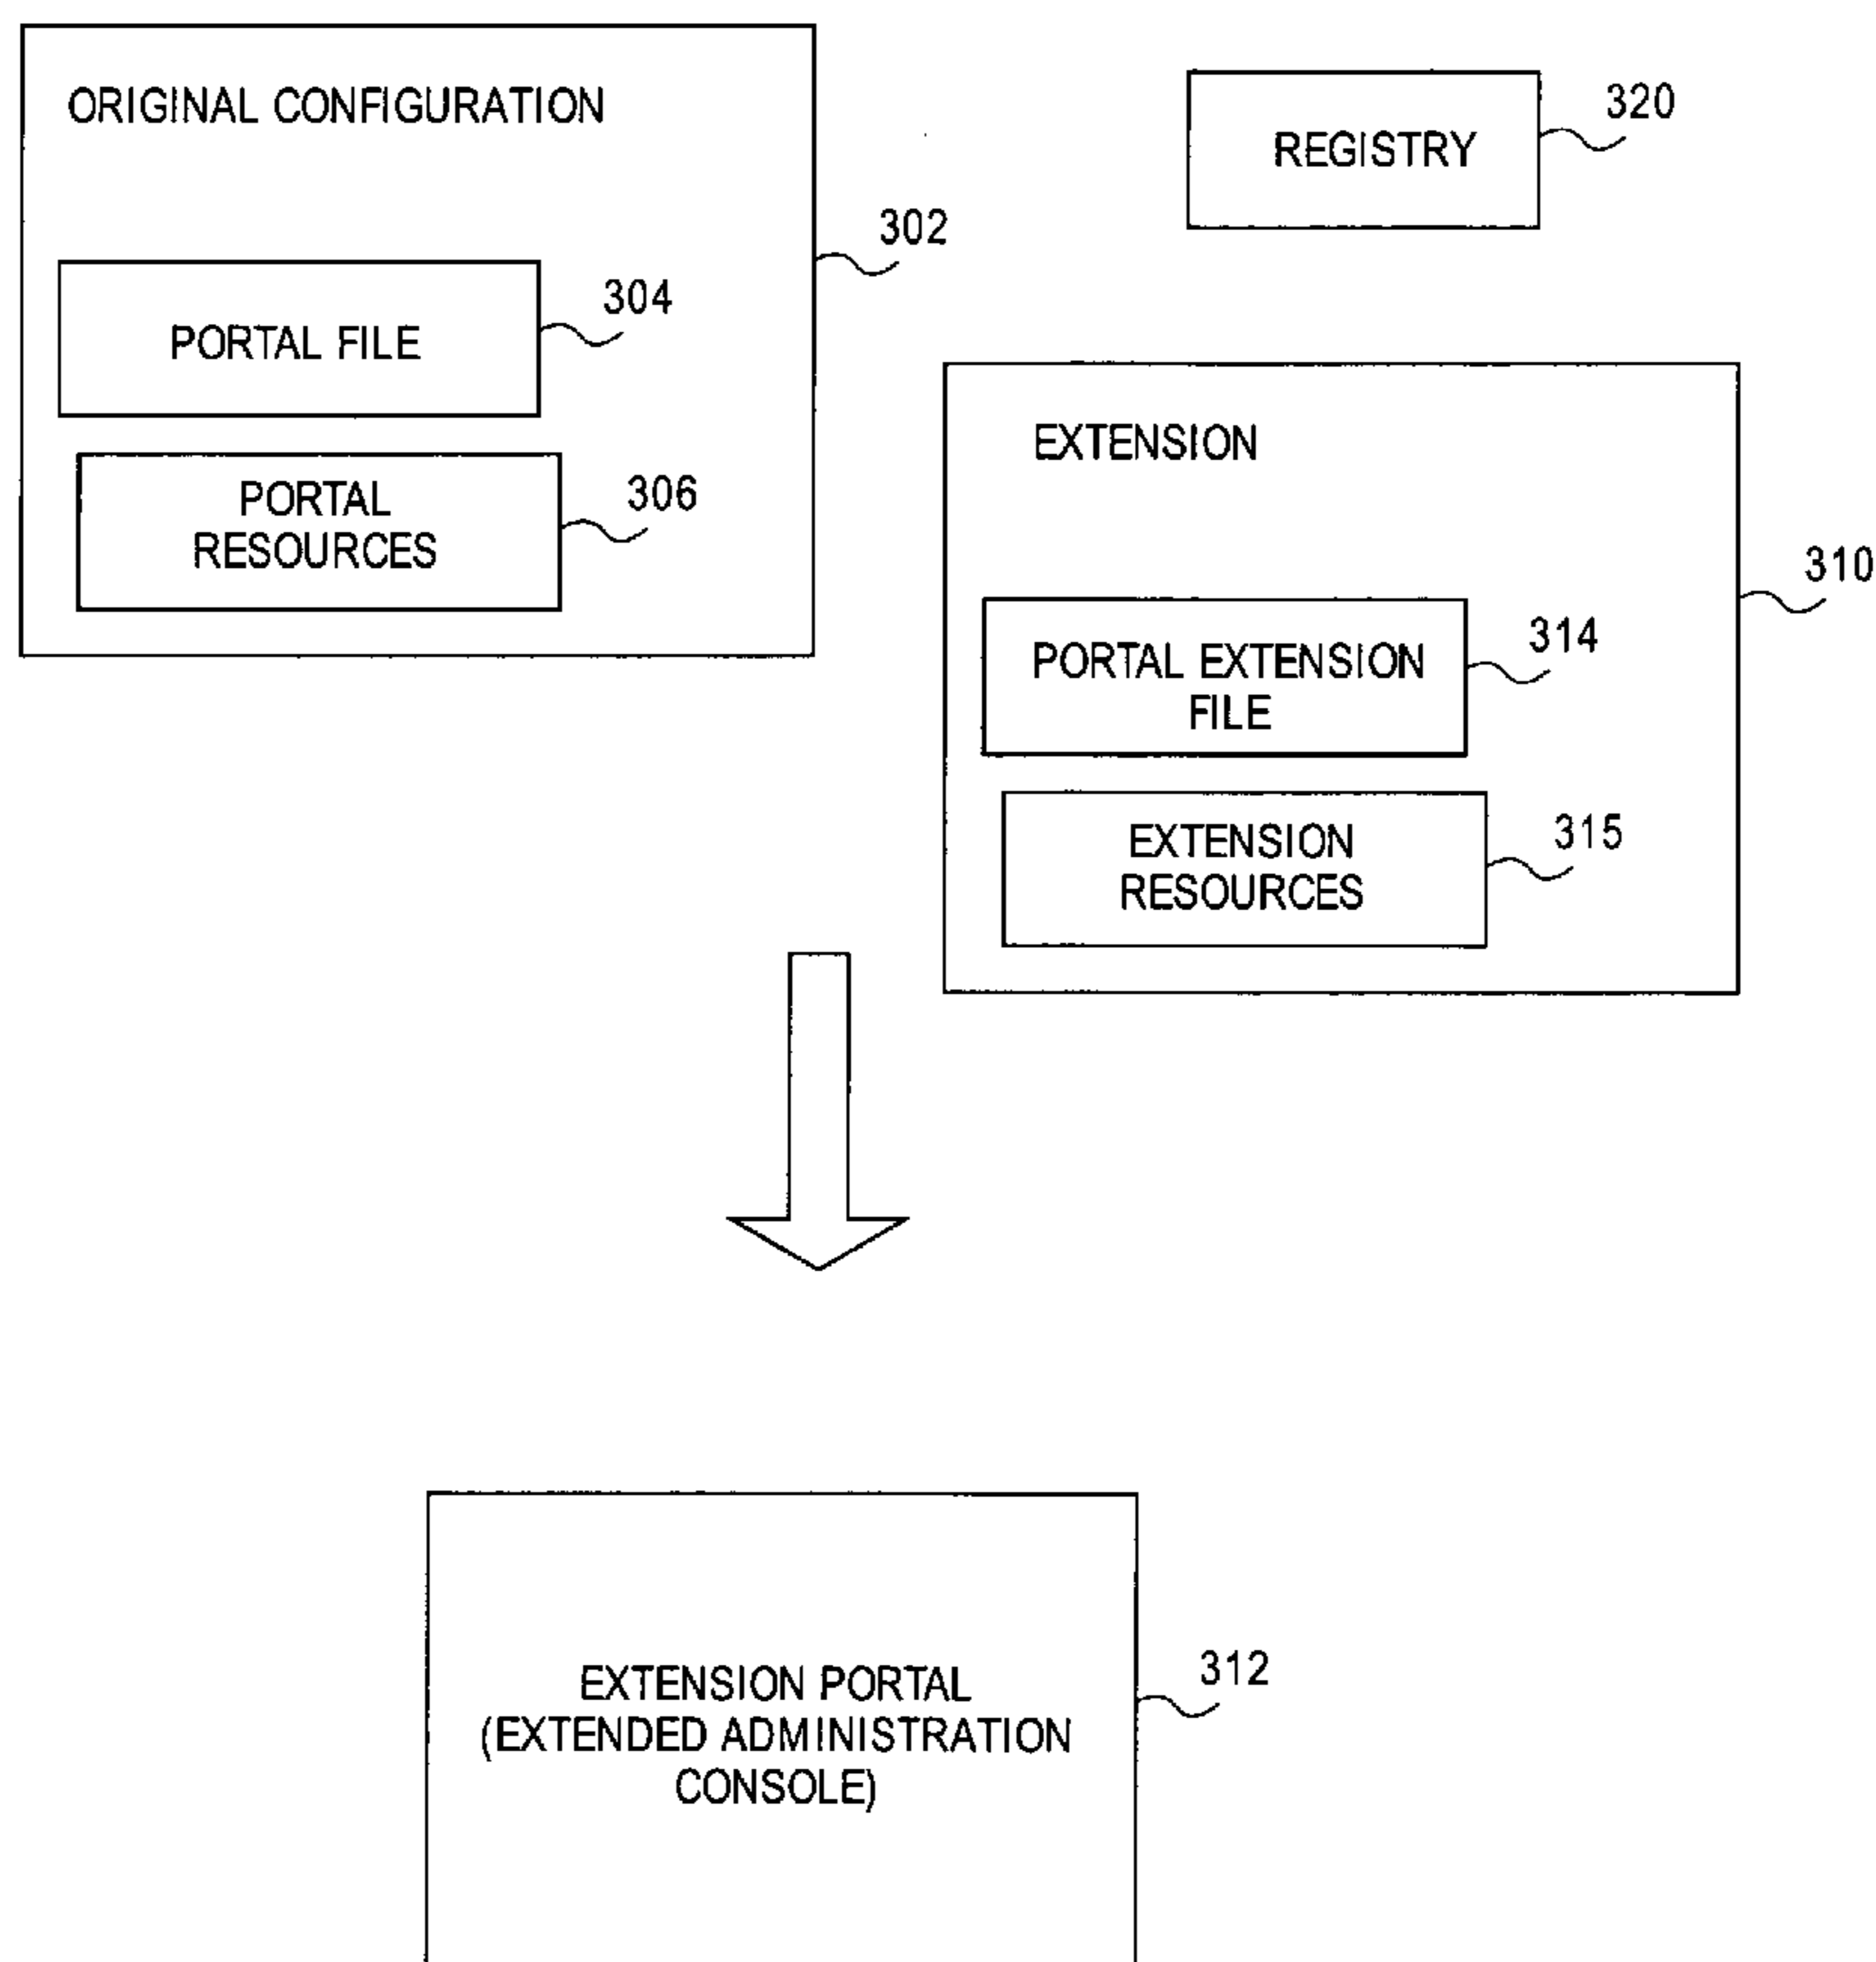 ORIGINAL CONFIGURATION
302
PORTAL FILE
304
PORTAL
RESOURCES
306
REGISTRY
320
EXTENSION
310
PORTAL EXTENSION
FILE
314
EXTENSION
RESOURCES
315
EXTENSION PORTAL
(EXTENDED ADMINISTRATION
CONSOLE)
312